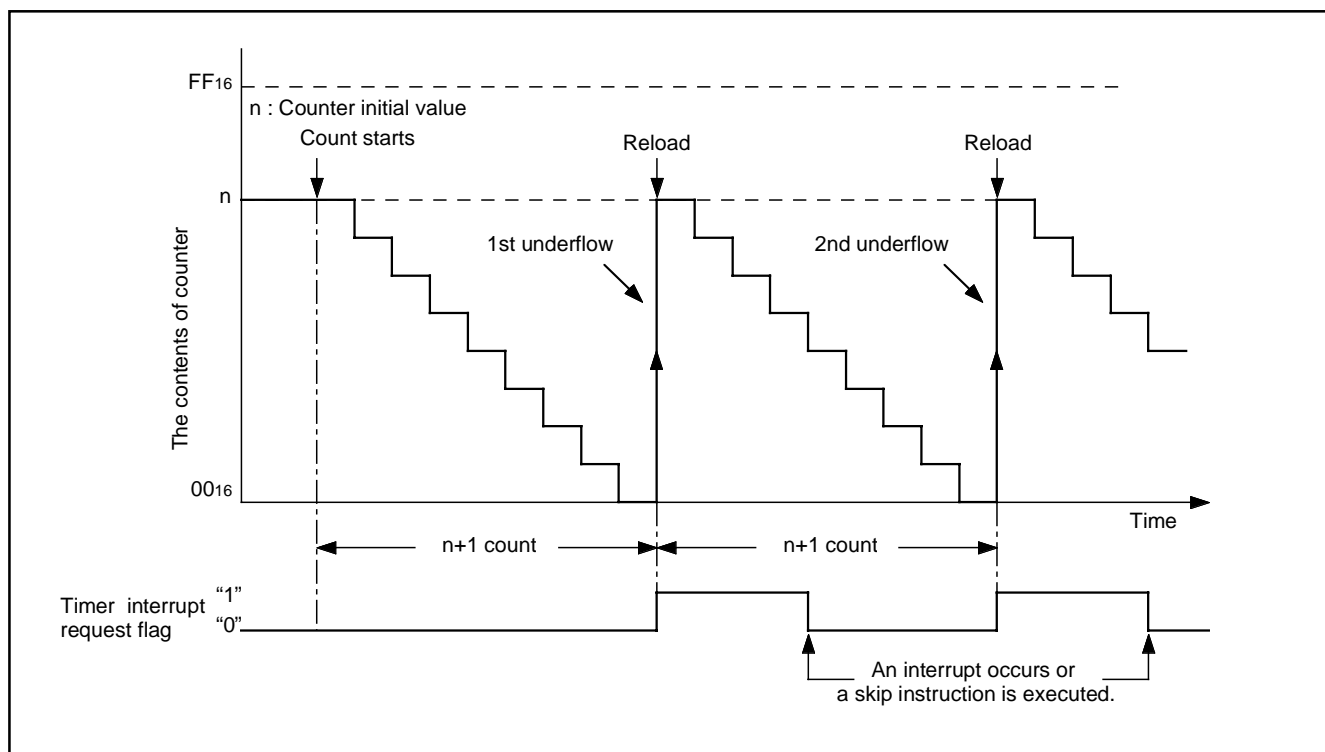 FF16
n : Counter initial value
Count starts
Reload
Reload
n
1st underflow
2nd underflow
The contents of counter
0016
Time
n+1 count
n+1 count
Timer interrupt
request flag
“1”
“0”
An interrupt occurs or
a skip instruction is executed.